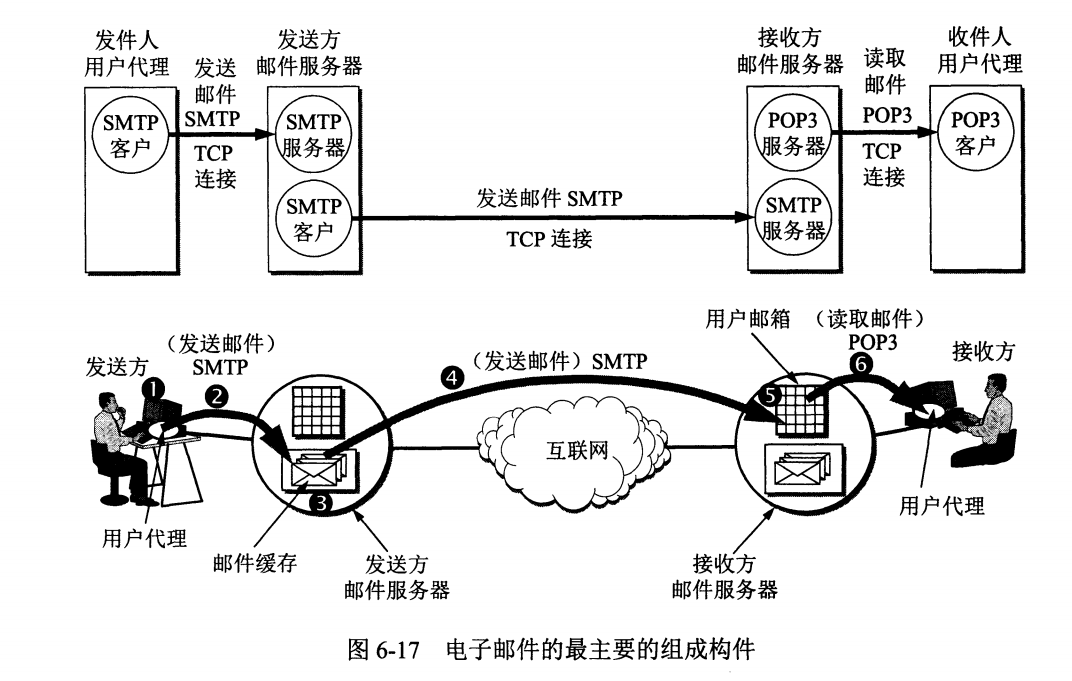 发件人
用户代理
发送方
邮件服务器
接收方
邮件服务器
收件人
用户代理
发送
邮件
SMTP
TCP
连接
读取
邮件
POP3
TCP
连接
SMTP
客户
SMTP
服务器
POP3
服务器
POP3
客户
SMTP
客户
发送邮件 SMTP
TCP 连接
SMTP
服务器
用户邮箱
(读取邮件)
POP3
(发送邮件)
SMTP
(发送邮件) SMTP
发送方
接收方
❶
❷
❸
❹
❺
❻
互联网
用户代理
邮件缓存
发送方
邮件服务器
接收方
邮件服务器
用户代理
图 6-17 电子邮件的最主要的组成构件